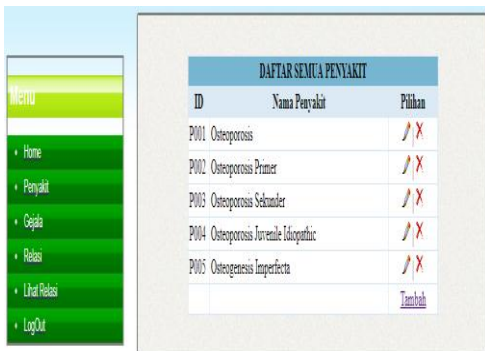 Menu
Home
Penyakit
Gejala
Relasi
Lihat Relasi
LogOut
DAFTAR SEMUA PENYAKIT
ID Nama Penyakit Pilihan
P001 Osteoporosis
P002 Osteoporosis Primer
P003 Osteoporosis Sekunder
P004 Osteoporosis Juvenile Idiopathic
P005 Osteogenesis Imperfecta
Tambah